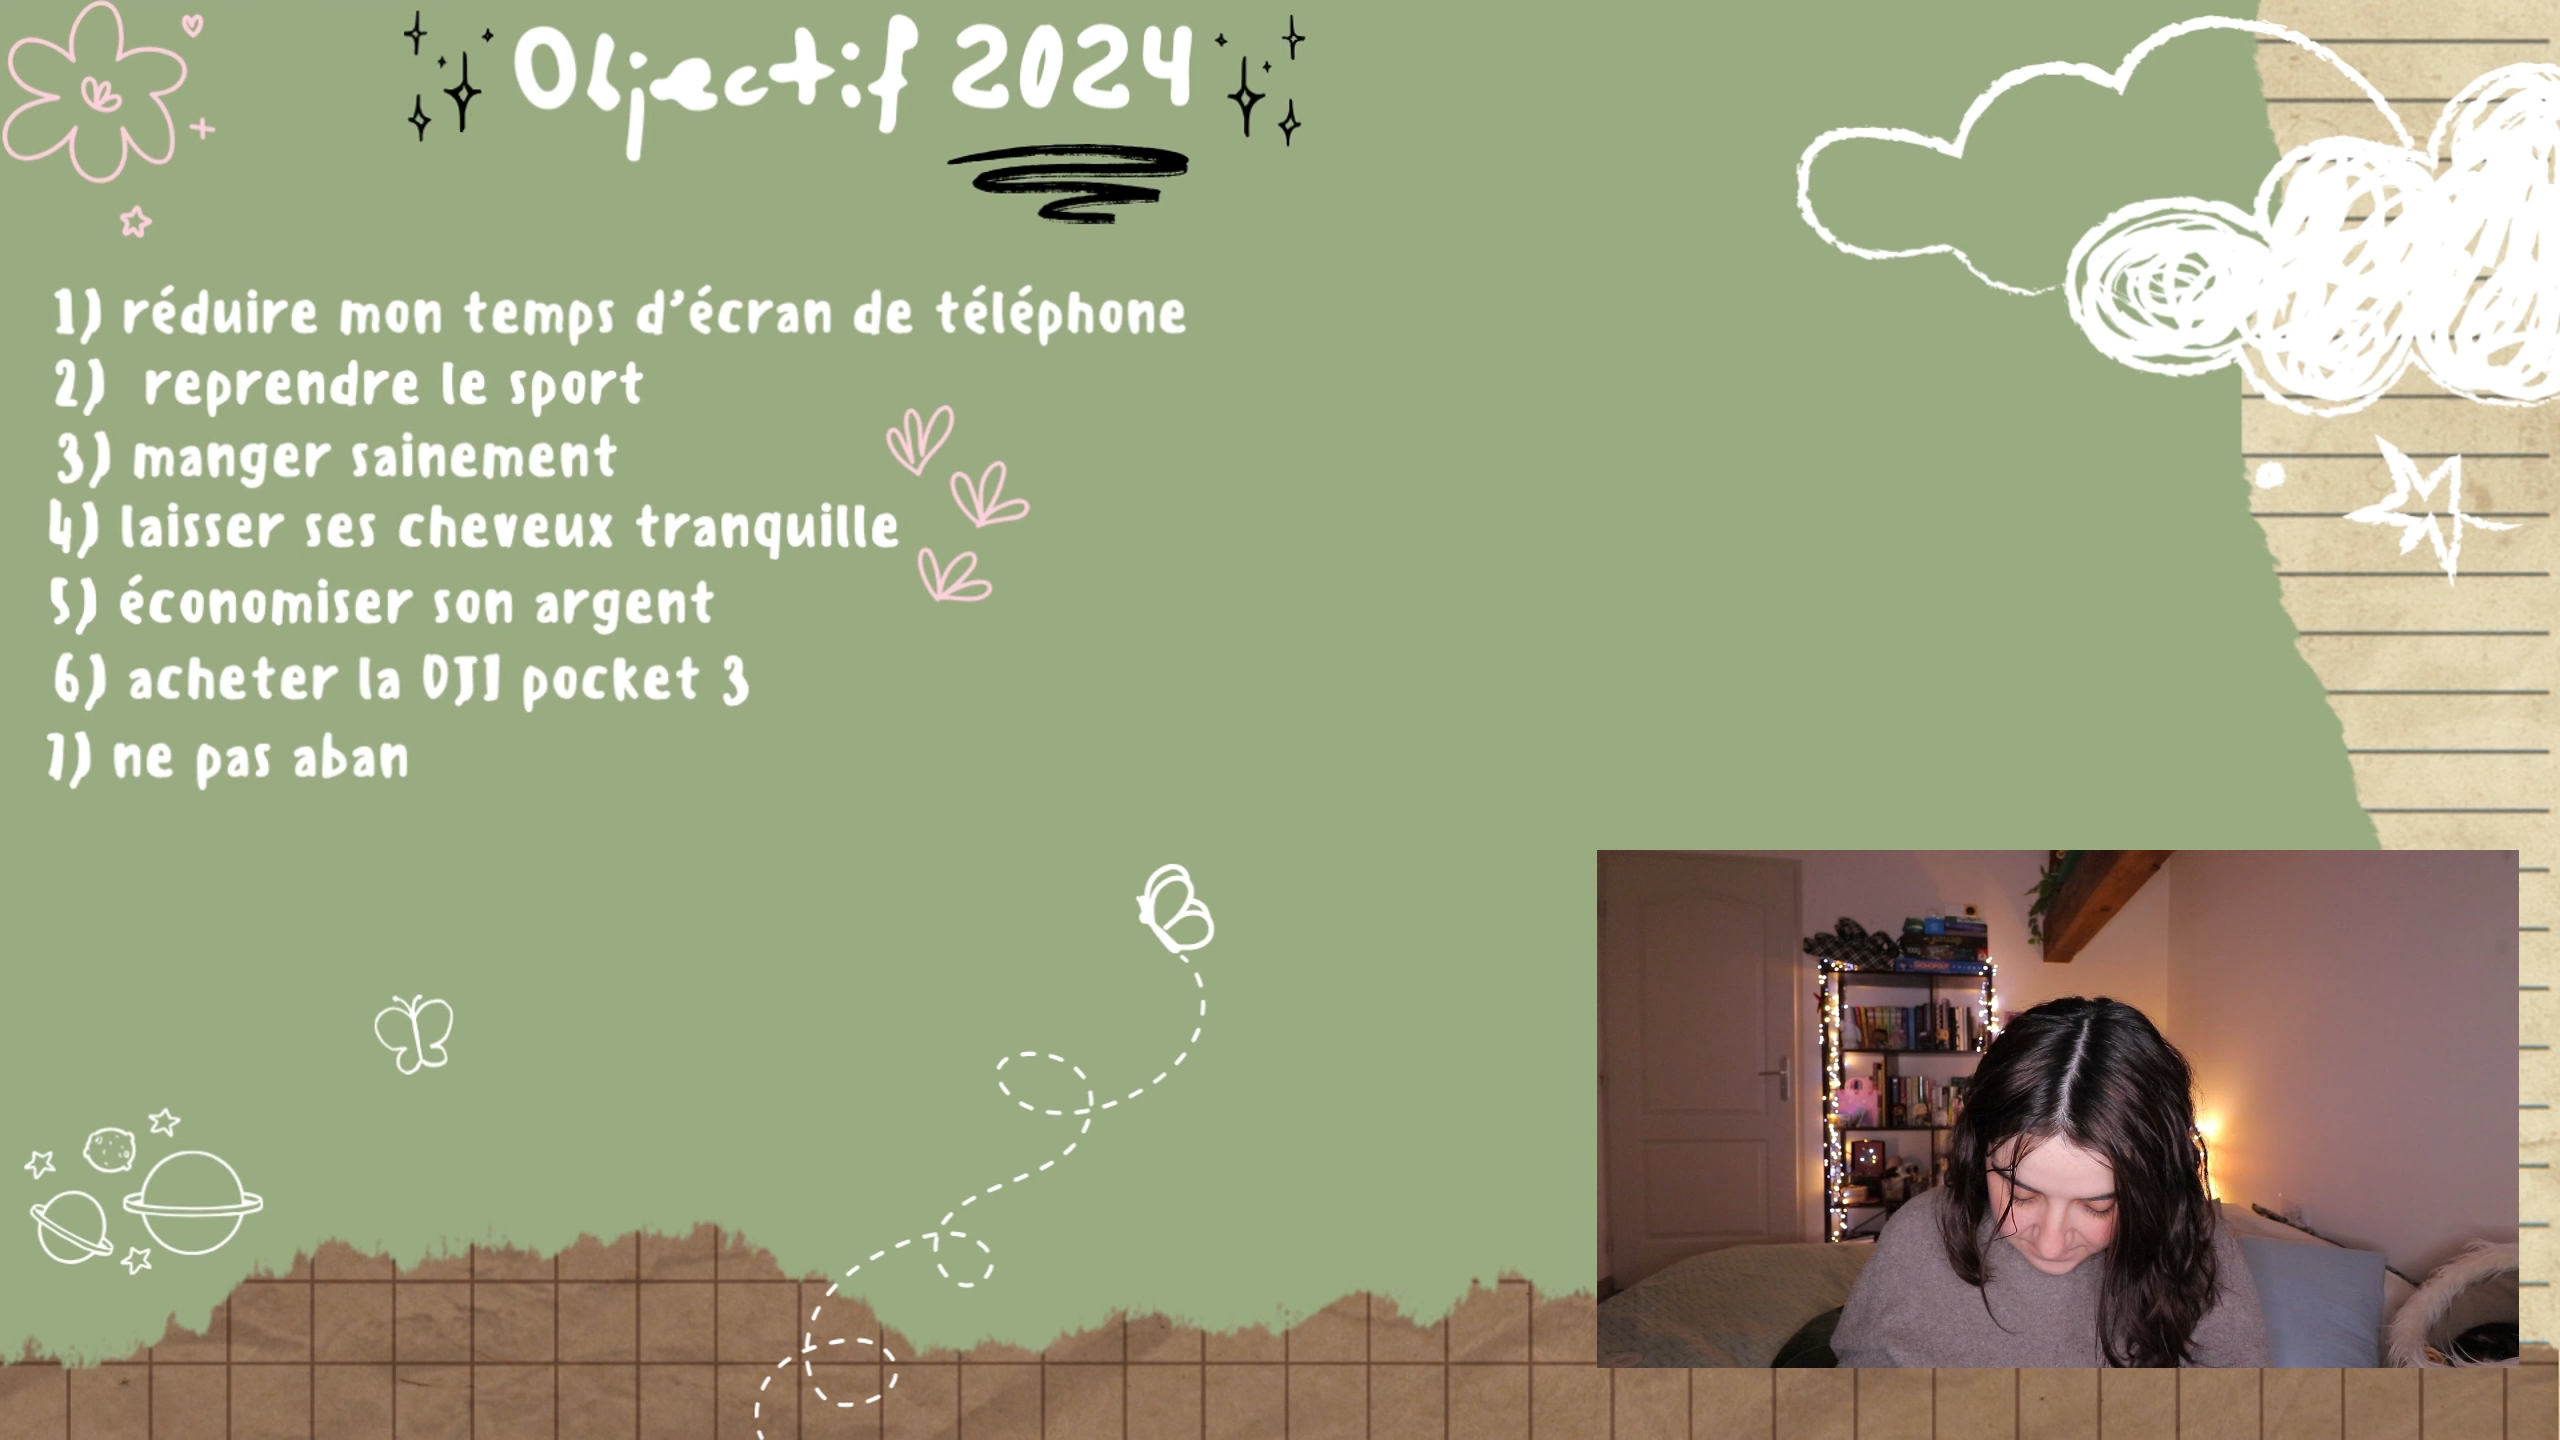 Objectif 2024
1) réduire mon temps d'écran de téléphone
2) reprendre le sport
3) manger sainement
4) laisser ses cheveux tranquille
5) économiser son argent
6) acheter la DJI pocket 3
7) ne pas aban
MONOPOLY